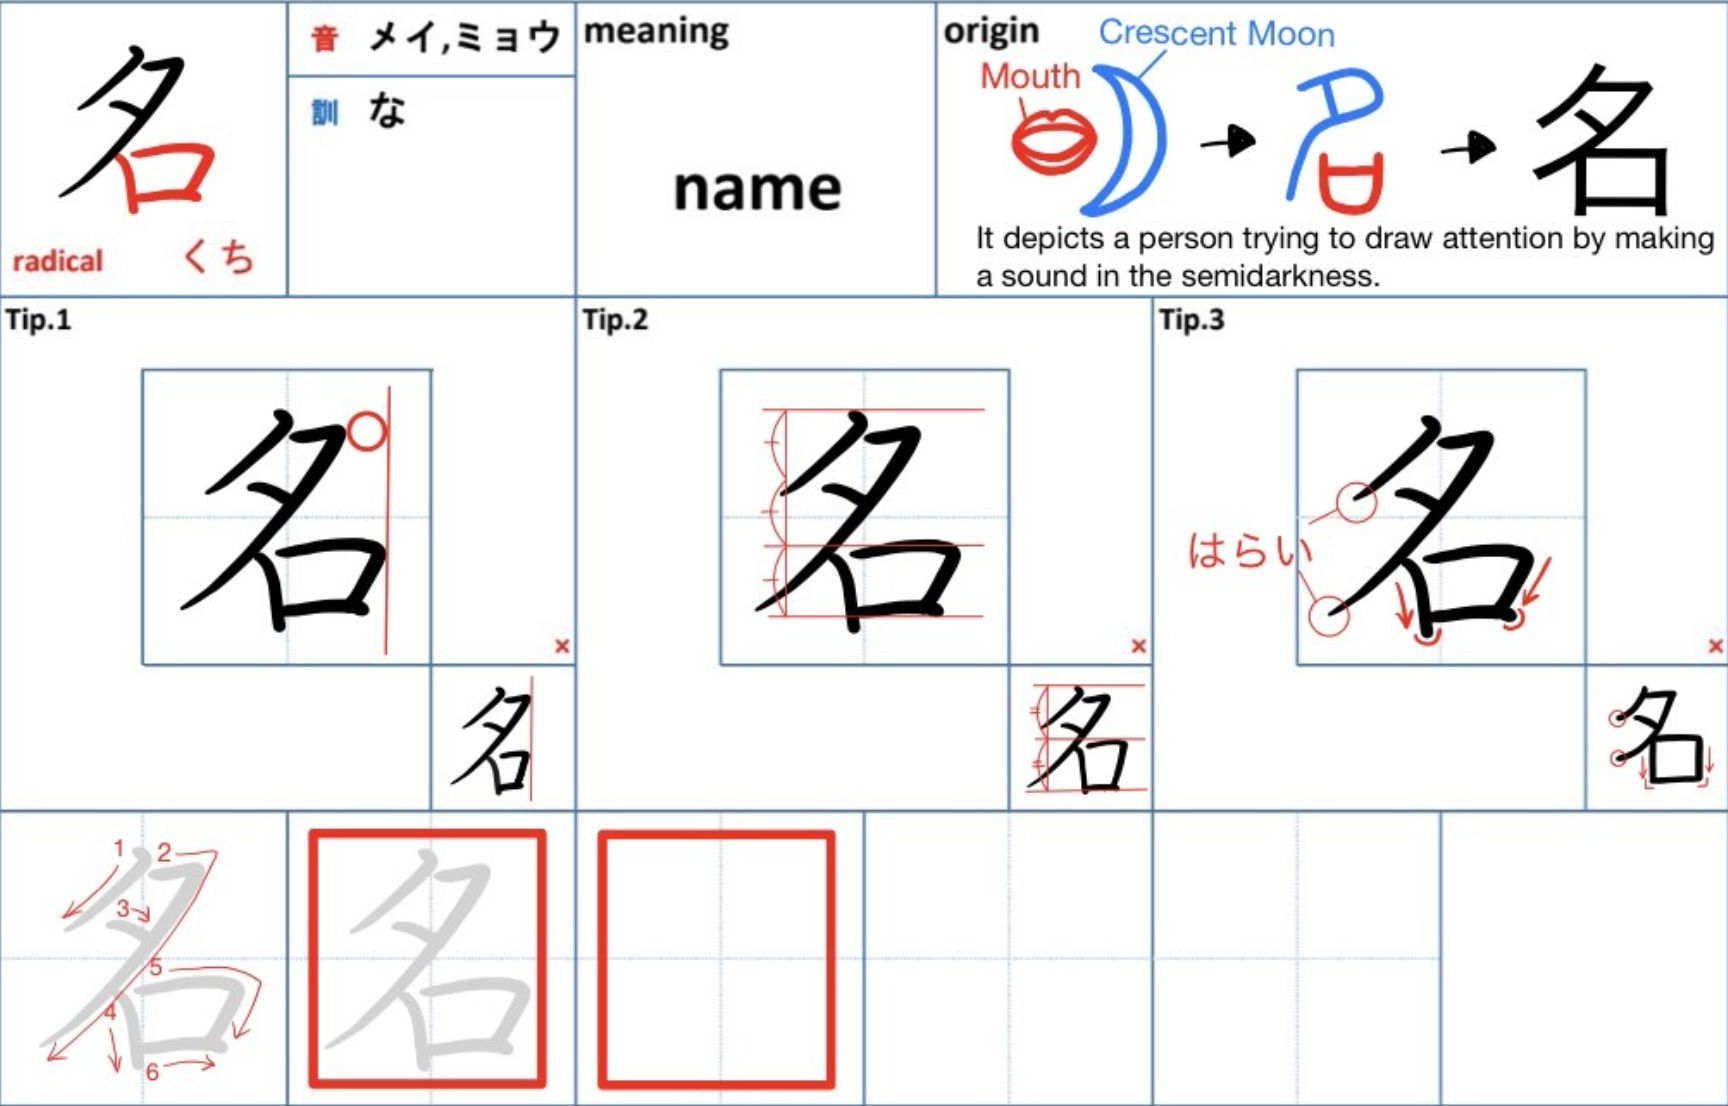 名
radical くち
音 メイ,ミョウ
訓 な
meaning
name
origin
Crescent Moon
Mouth
名
It depicts a person trying to draw attention by making
a sound in the semidarkness.
Tip.1
名
×
名
Tip.2
名
×
名
Tip.3
名
はらい
×
名
名
1
2
3
4
5
6
名